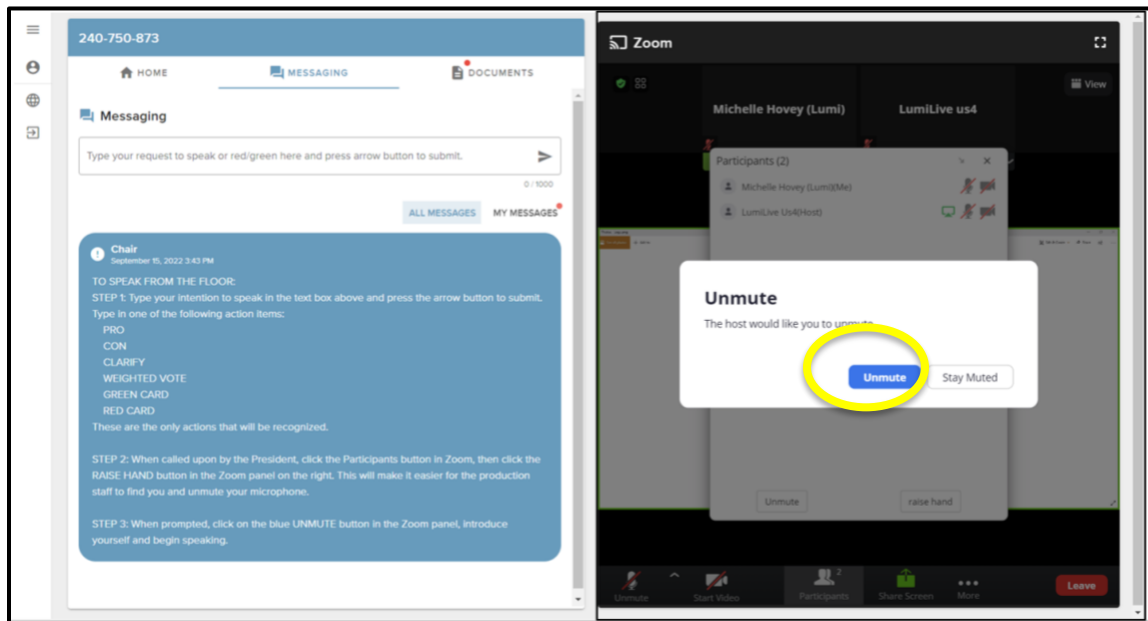 240-750-873
HOME
MESSAGING
DOCUMENTS
Messaging
Type your request to speak or red/green here and press arrow button to submit.
0 / 1000
ALL MESSAGES
MY MESSAGES
Chair
September 15, 2022 3:43 PM
TO SPEAK FROM THE FLOOR:
STEP 1: Type your intention to speak in the text box above and press the arrow button to submit.
Type in one of the following action items:
PRO
CON
CLARIFY
WEIGHTED VOTE
GREEN CARD
RED CARD
These are the only actions that will be recognized.
STEP 2: When called upon by the President, click the Participants button in Zoom, then click the
RAISE HAND button in the Zoom panel on the right. This will make it easier for the production
staff to find you and unmute your microphone.
STEP 3: When prompted, click on the blue UNMUTE button in the Zoom panel, introduce
yourself and begin speaking.
Zoom
View
Michelle Hovey (Lumi)
LumiLive us4
Participants (2)
Michelle Hovey (Lumi)(Me)
LumiLive Us4(Host)
Unmute
The host would like you to unmute
Unmute
Stay Muted
Unmute
raise hand
Unmute
Start Video
Participants
2
Share Screen
More
Leave